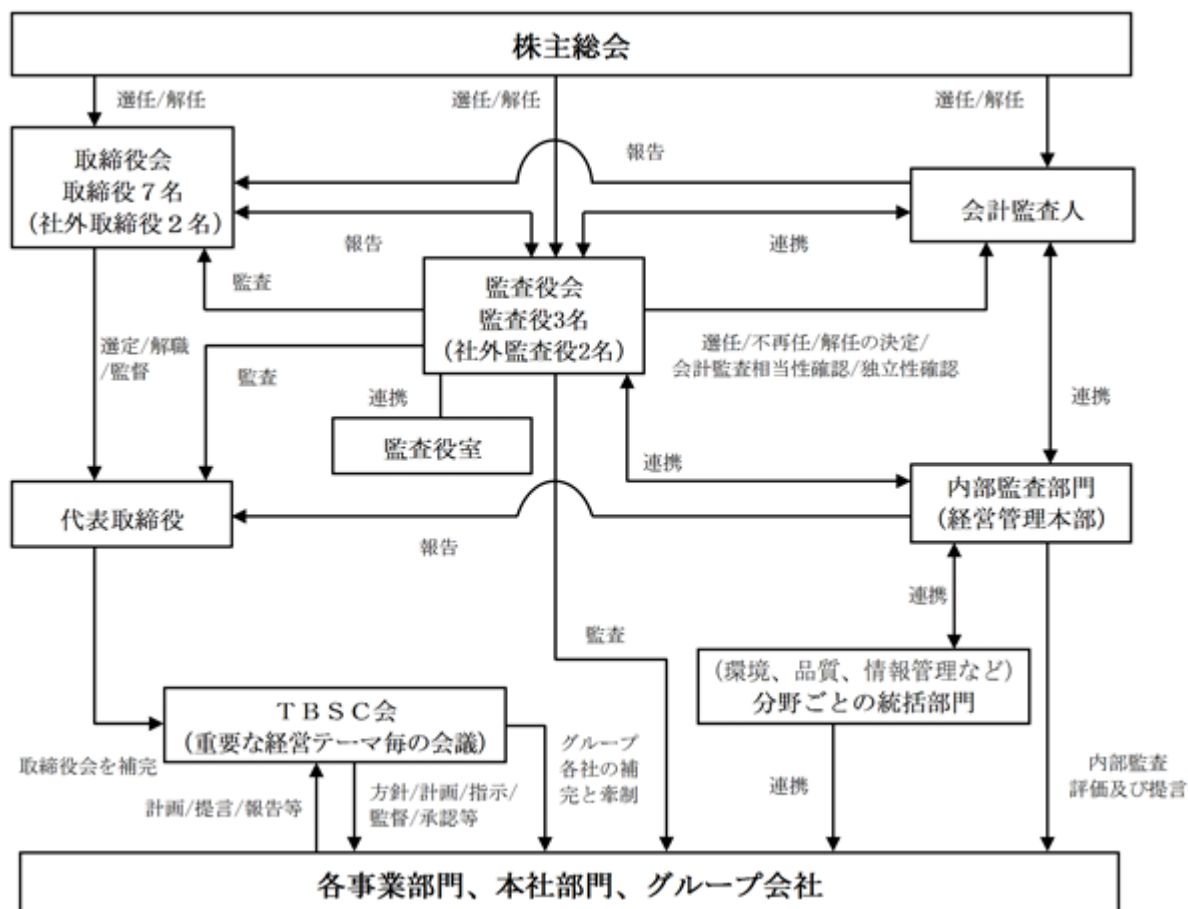 株主総会
選任/解任
選任/解任
選任/解任
取締役会
取締役７名
（社外取締役２名）
報告
会計監査人
報告
連携
監査
監査役会
監査役3名
（社外監査役2名）
選定/解職
/監督
監査
選任/不再任/解任の決定/
会計監査相当性確認/独立性確認
連携
連携
監査役室
連携
代表取締役
内部監査部門
（経営管理本部）
報告
連携
監査
（環境、品質、情報管理など）
分野ごとの統括部門
ＴＢＳＣ会
（重要な経営テーマ毎の会議）
取締役会を補完
グループ
各社の補
完と牽制
連携
内部監査
評価及び提言
計画/提言/報告等
方針/計画/指示/
監督/承認等
各事業部門、本社部門、グループ会社